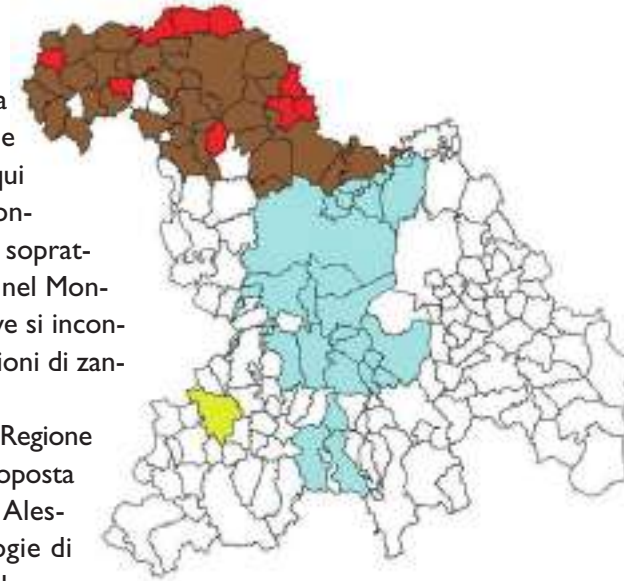 a
e
qui
on-
soprat-
nel Mon-
ve si incon-
ioni di zan-
Regione
oposta
Ales-
ogie di